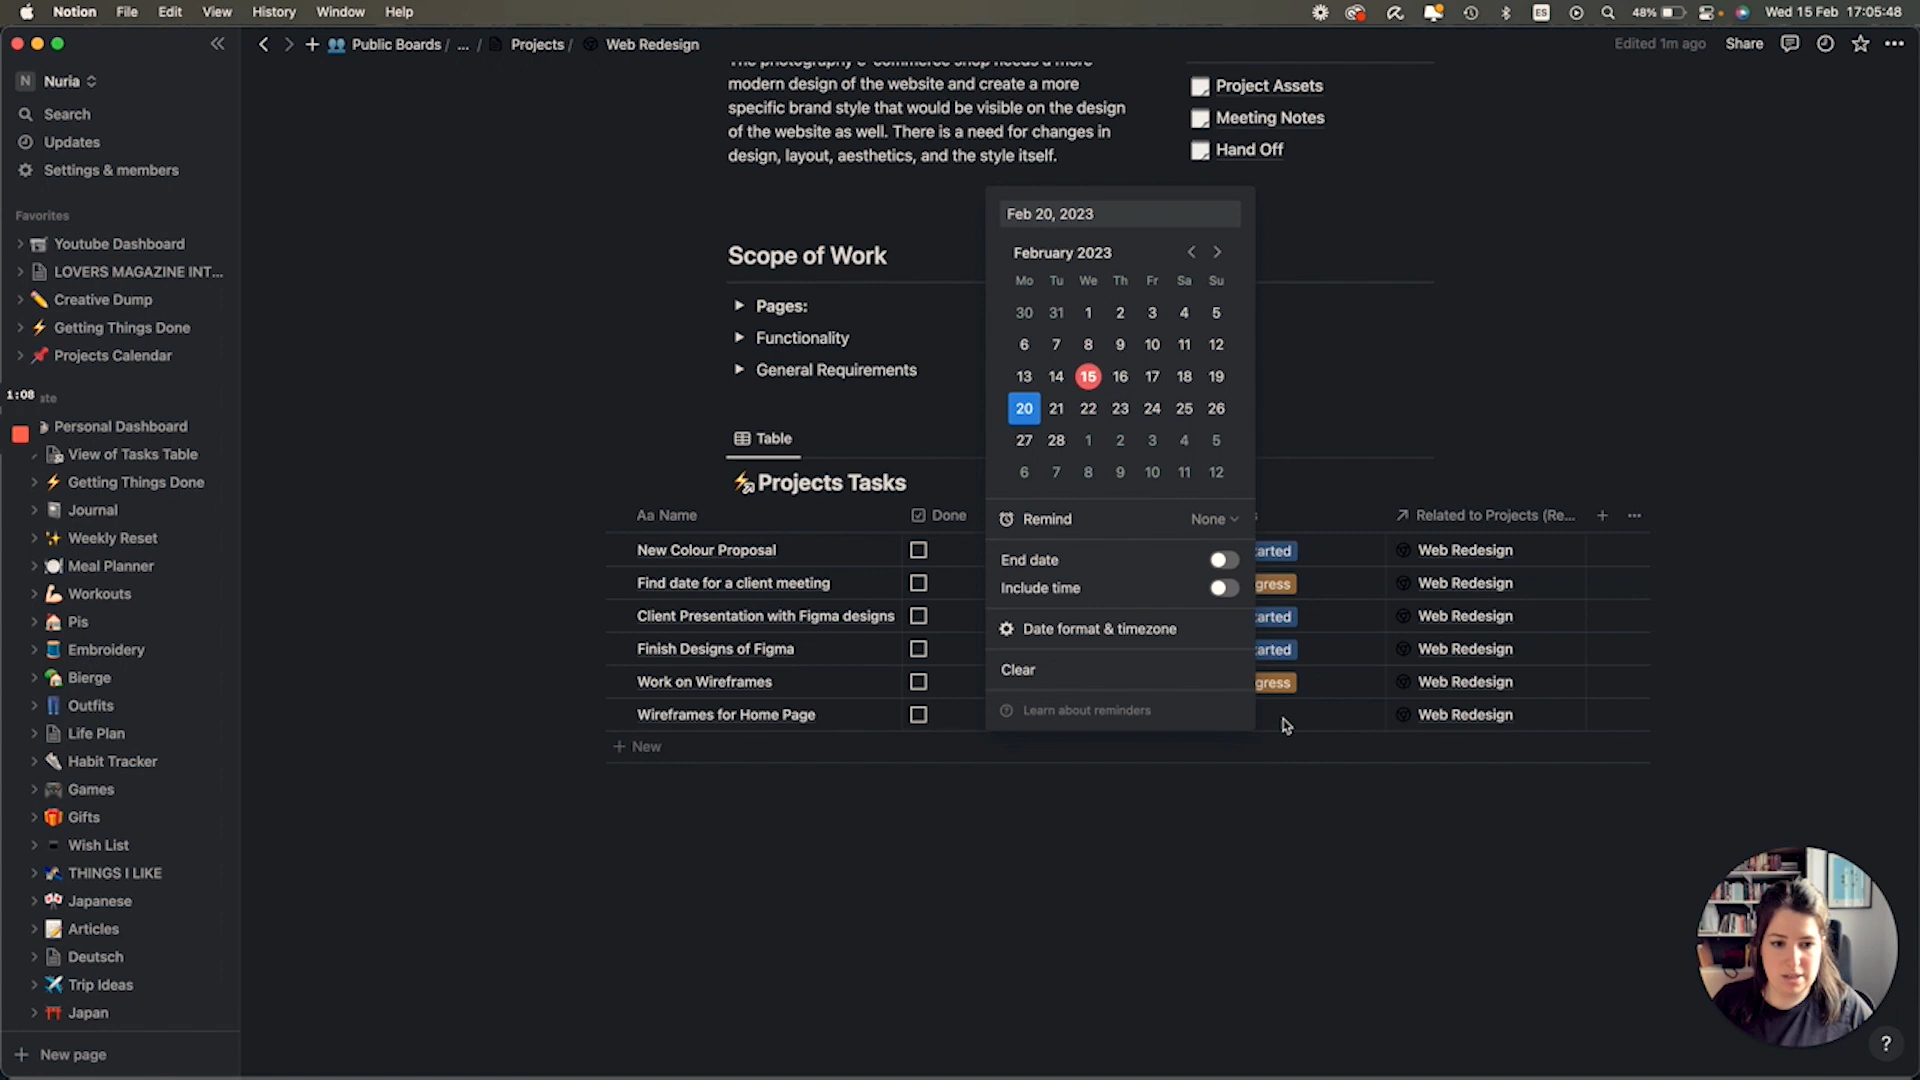 Notion File Edit View History Window Help ES 48% Wed 15 Feb 17:05:48
Public Boards / ... / Projects / Web Redesign Edited 1m ago Share
N Nuria
Search
Updates
Settings & members
Favorites
Youtube Dashboard
LOVERS MAGAZINE INT...
Creative Dump
Getting Things Done
Projects Calendar
1:08
Personal Dashboard
View of Tasks Table
Getting Things Done
Journal
Weekly Reset
Meal Planner
Workouts
Pis
Embroidery
Bierge
Outfits
Life Plan
Habit Tracker
Games
Gifts
Wish List
THINGS I LIKE
Japanese
Articles
Deutsch
Trip Ideas
Japan
New page
The photography e-commerce shop needs a more
modern design of the website and create a more
specific brand style that would be visible on the design
of the website as well. There is a need for changes in
design, layout, aesthetics, and the style itself.
Project Assets
Meeting Notes
Hand Off
Scope of Work
Pages:
Functionality
General Requirements
Table
Projects Tasks
Aa Name Done Related to Projects (Re...
New Colour Proposal arted Web Redesign
Find date for a client meeting gress Web Redesign
Client Presentation with Figma designs arted Web Redesign
Finish Designs of Figma arted Web Redesign
Work on Wireframes gress Web Redesign
Wireframes for Home Page Web Redesign
New
Feb 20, 2023
February 2023
Mo Tu We Th Fr Sa Su
30 31 1 2 3 4 5
6 7 8 9 10 11 12
13 14 15 16 17 18 19
20 21 22 23 24 25 26
27 28 1 2 3 4 5
6 7 8 9 10 11 12
Remind None
End date
Include time
Date format & timezone
Clear
Learn about reminders
?